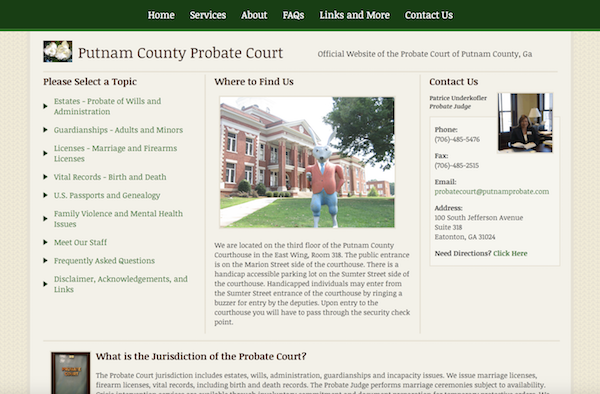 Home Services About FAQs Links and More Contact Us
Putnam County Probate Court
Official Website of the Probate Court of Putnam County, Ga
Please Select a Topic
Estates - Probate of Wills and
Administration
Guardianships - Adults and Minors
Licenses - Marriage and Firearms
Licenses
Vital Records - Birth and Death
U.S. Passports and Genealogy
Family Violence and Mental Health
Issues
Meet Our Staff
Frequently Asked Questions
Disclaimer, Acknowledgements, and
Links
Where to Find Us
We are located on the third floor of the Putnam County
Courthouse in the East Wing, Room 318. The public entrance
is on the Marion Street side of the courthouse. There is a
handicap accessible parking lot on the Sumter Street side of
the courthouse. Handicapped individuals may enter from
the Sumter Street entrance of the courthouse by ringing a
buzzer for entry by the deputies. Upon entry to the
courthouse you will have to pass through the security check
point.
Contact Us
Patrice Underkofler
Probate Judge
Phone:
(706)-485-5476
Fax:
(706)-485-2515
Email:
probatecourt@putnamprobate.com
Address:
100 South Jefferson Avenue
Suite 318
Eatonton, GA 31024
Need Directions? Click Here
What is the Jurisdiction of the Probate Court?
The Probate Court jurisdiction includes estates, wills, administration, guardianships and incapacity issues. We issue marriage licenses,
firearm licenses, vital records, including birth and death records. The Probate Judge performs marriage ceremonies subject to availability.